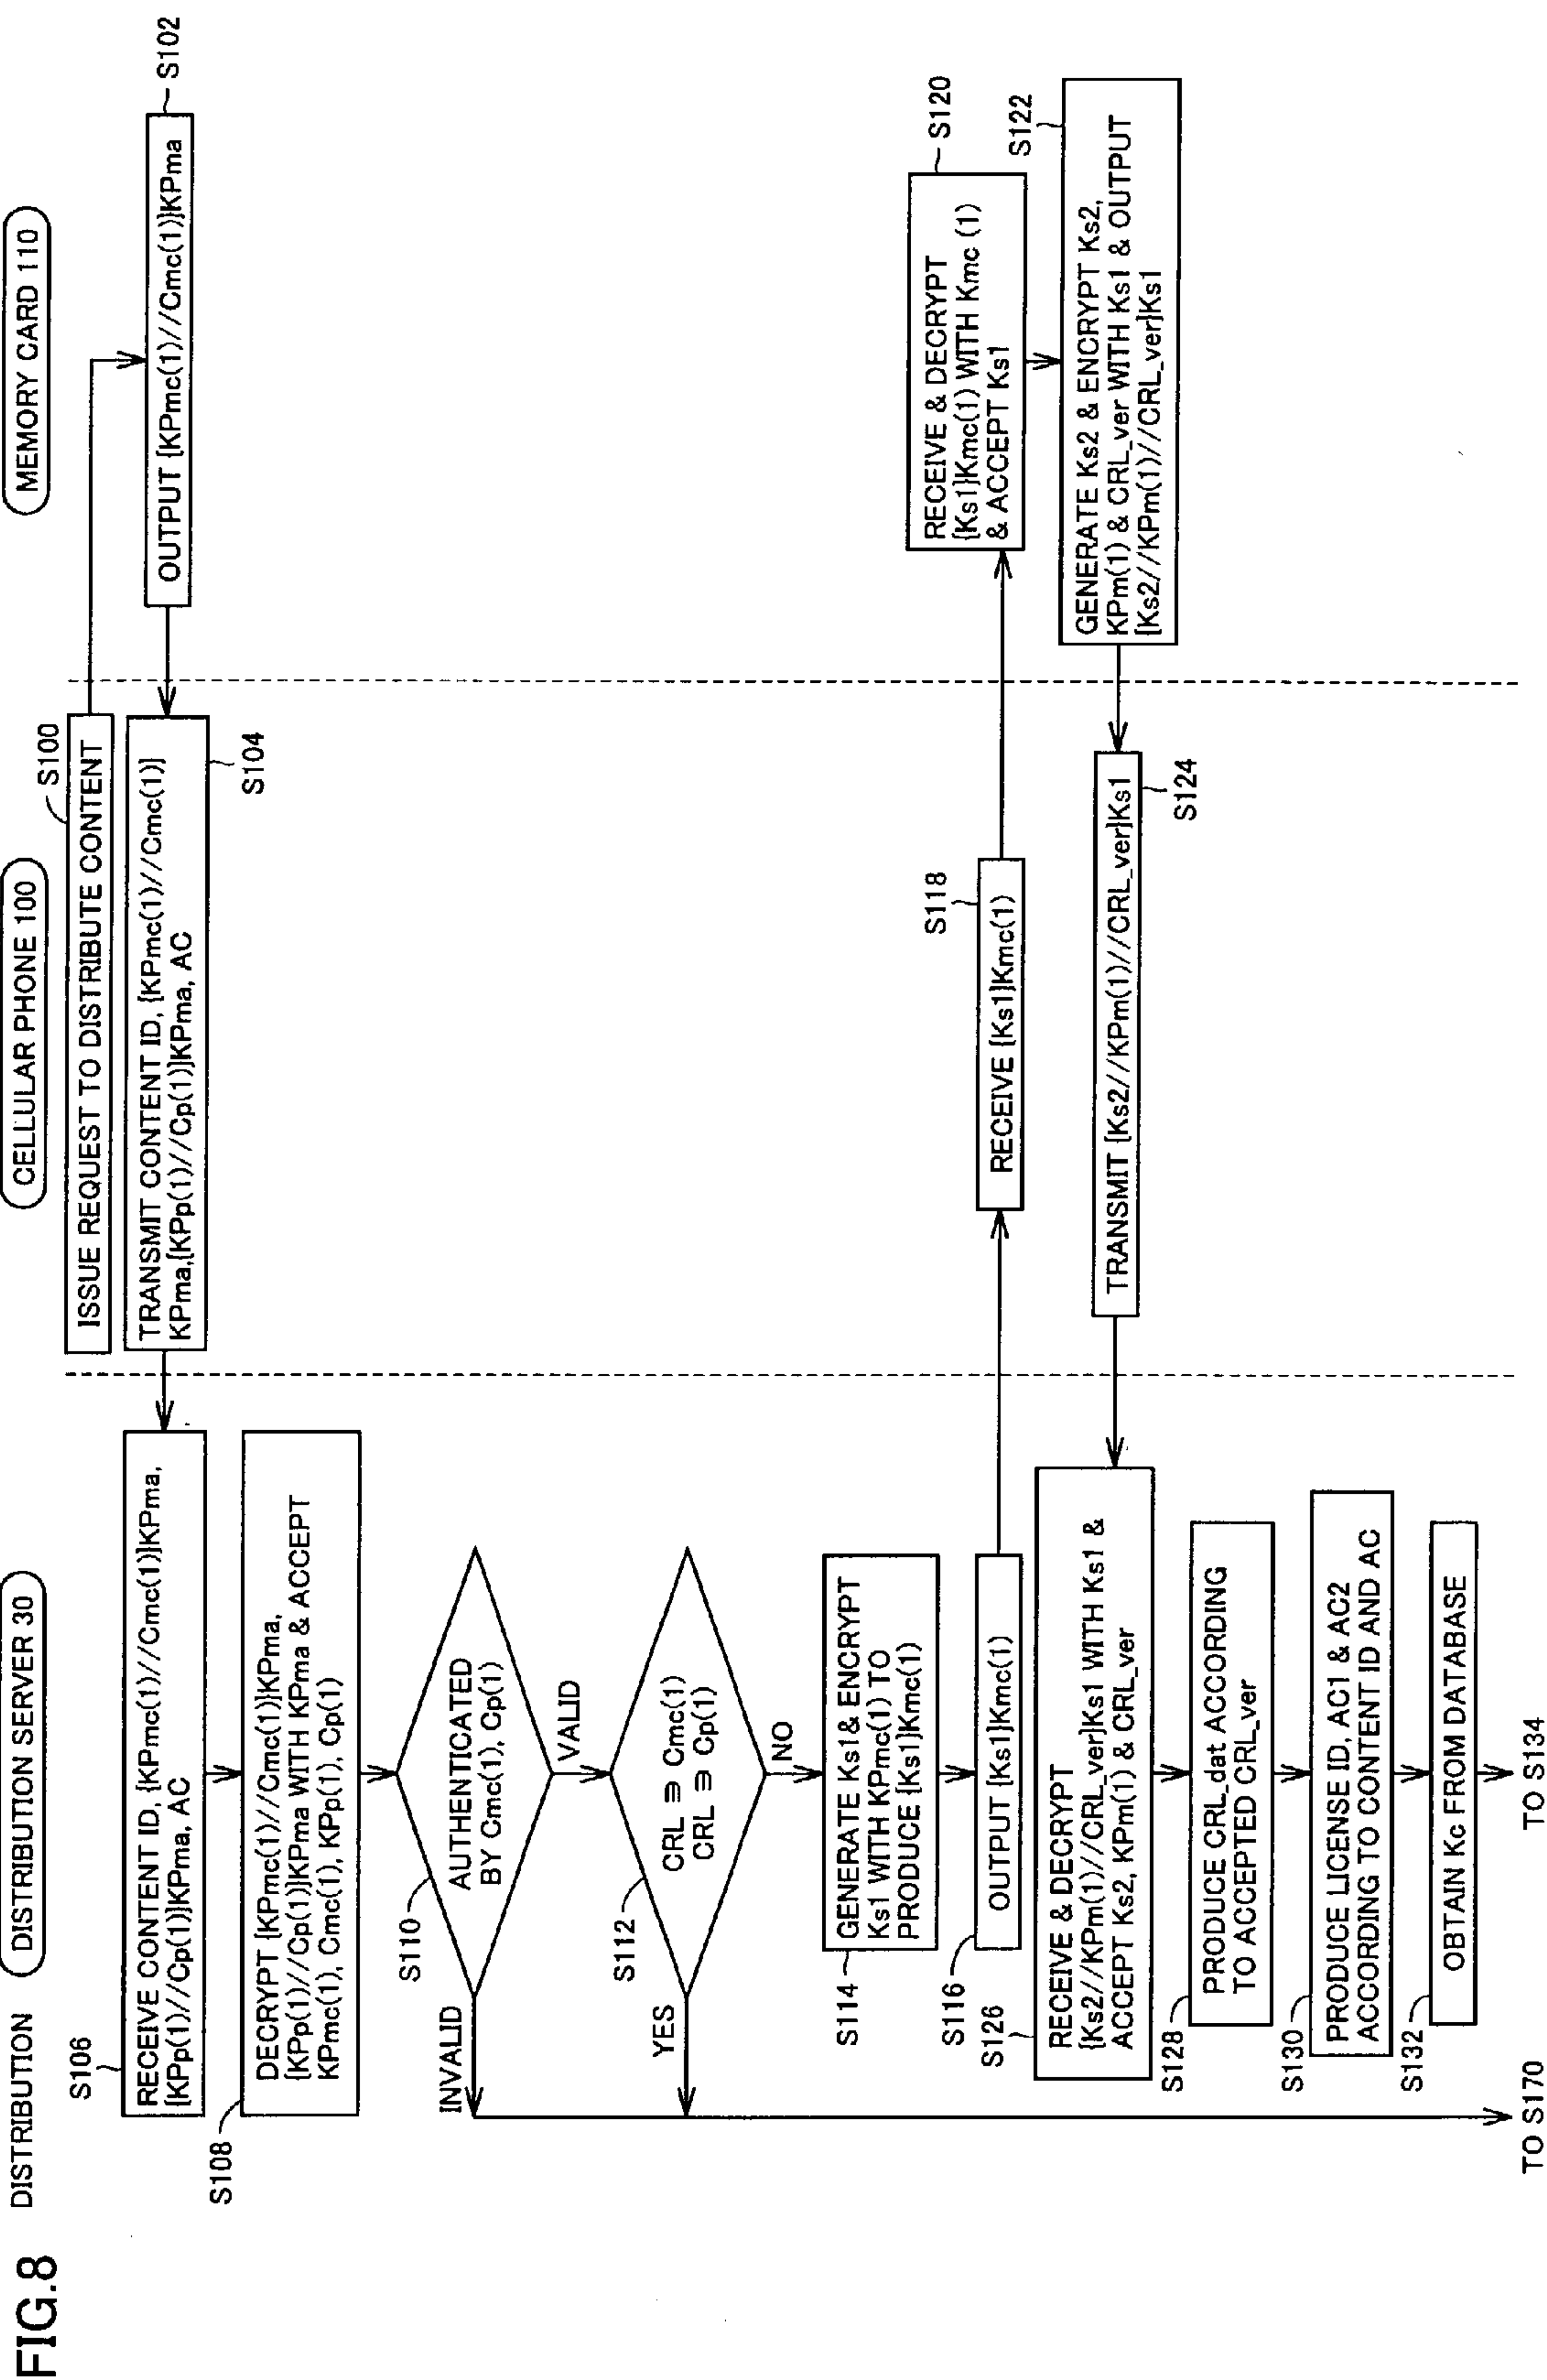 FIG.8
DISTRIBUTION
DISTRIBUTION SERVER 30
CELLULAR PHONE 100
MEMORY CARD 110
S100
ISSUE REQUEST TO DISTRIBUTE CONTENT
S102
OUTPUT {KPmc(1)//Cmc(1)}KPma
S104
TRANSMIT CONTENT ID, {KPmc(1)//Cmc(1)}
KPma,{KPp(1)//Cp(1)}KPma, AC
S106
RECEIVE CONTENT ID, {KPmc(1)//Cmc(1)}KPma,
{KPp(1)//Cp(1)}KPma, AC
S108
DECRYPT {KPmc(1)//Cmc(1)}KPma,
{KPp(1)//Cp(1)}KPma WITH KPma & ACCEPT
KPmc(1), Cmc(1), KPp(1), Cp(1)
S110
AUTHENTICATED
BY Cmc(1), Cp(1)
INVALID
VALID
S112
CRL ∋ Cmc(1)
CRL ∋ Cp(1)
YES
NO
S114
GENERATE Ks1& ENCRYPT
Ks1 WITH KPmc(1) TO
PRODUCE {Ks1}Kmc(1)
S116
OUTPUT {Ks1}Kmc(1)
S118
RECEIVE {Ks1}Kmc(1)
S120
RECEIVE & DECRYPT
{Ks1}Kmc(1) WITH Kmc (1)
& ACCEPT Ks1
S122
GENERATE Ks2 & ENCRYPT Ks2,
KPm(1) & CRL_ver WITH Ks1 & OUTPUT
{Ks2//KPm(1)//CRL_ver}Ks1
S124
TRANSMIT {Ks2//KPm(1)//CRL_ver}Ks1
S126
RECEIVE & DECRYPT
{Ks2//KPm(1)//CRL_ver}Ks1 WITH Ks1 &
ACCEPT Ks2, KPm(1) & CRL_ver
S128
PRODUCE CRL_dat ACCORDING
TO ACCEPTED CRL_ver
S130
PRODUCE LICENSE ID, AC1 & AC2
ACCORDING TO CONTENT ID AND AC
S132
OBTAIN Kc FROM DATABASE
TO S170
TO S134